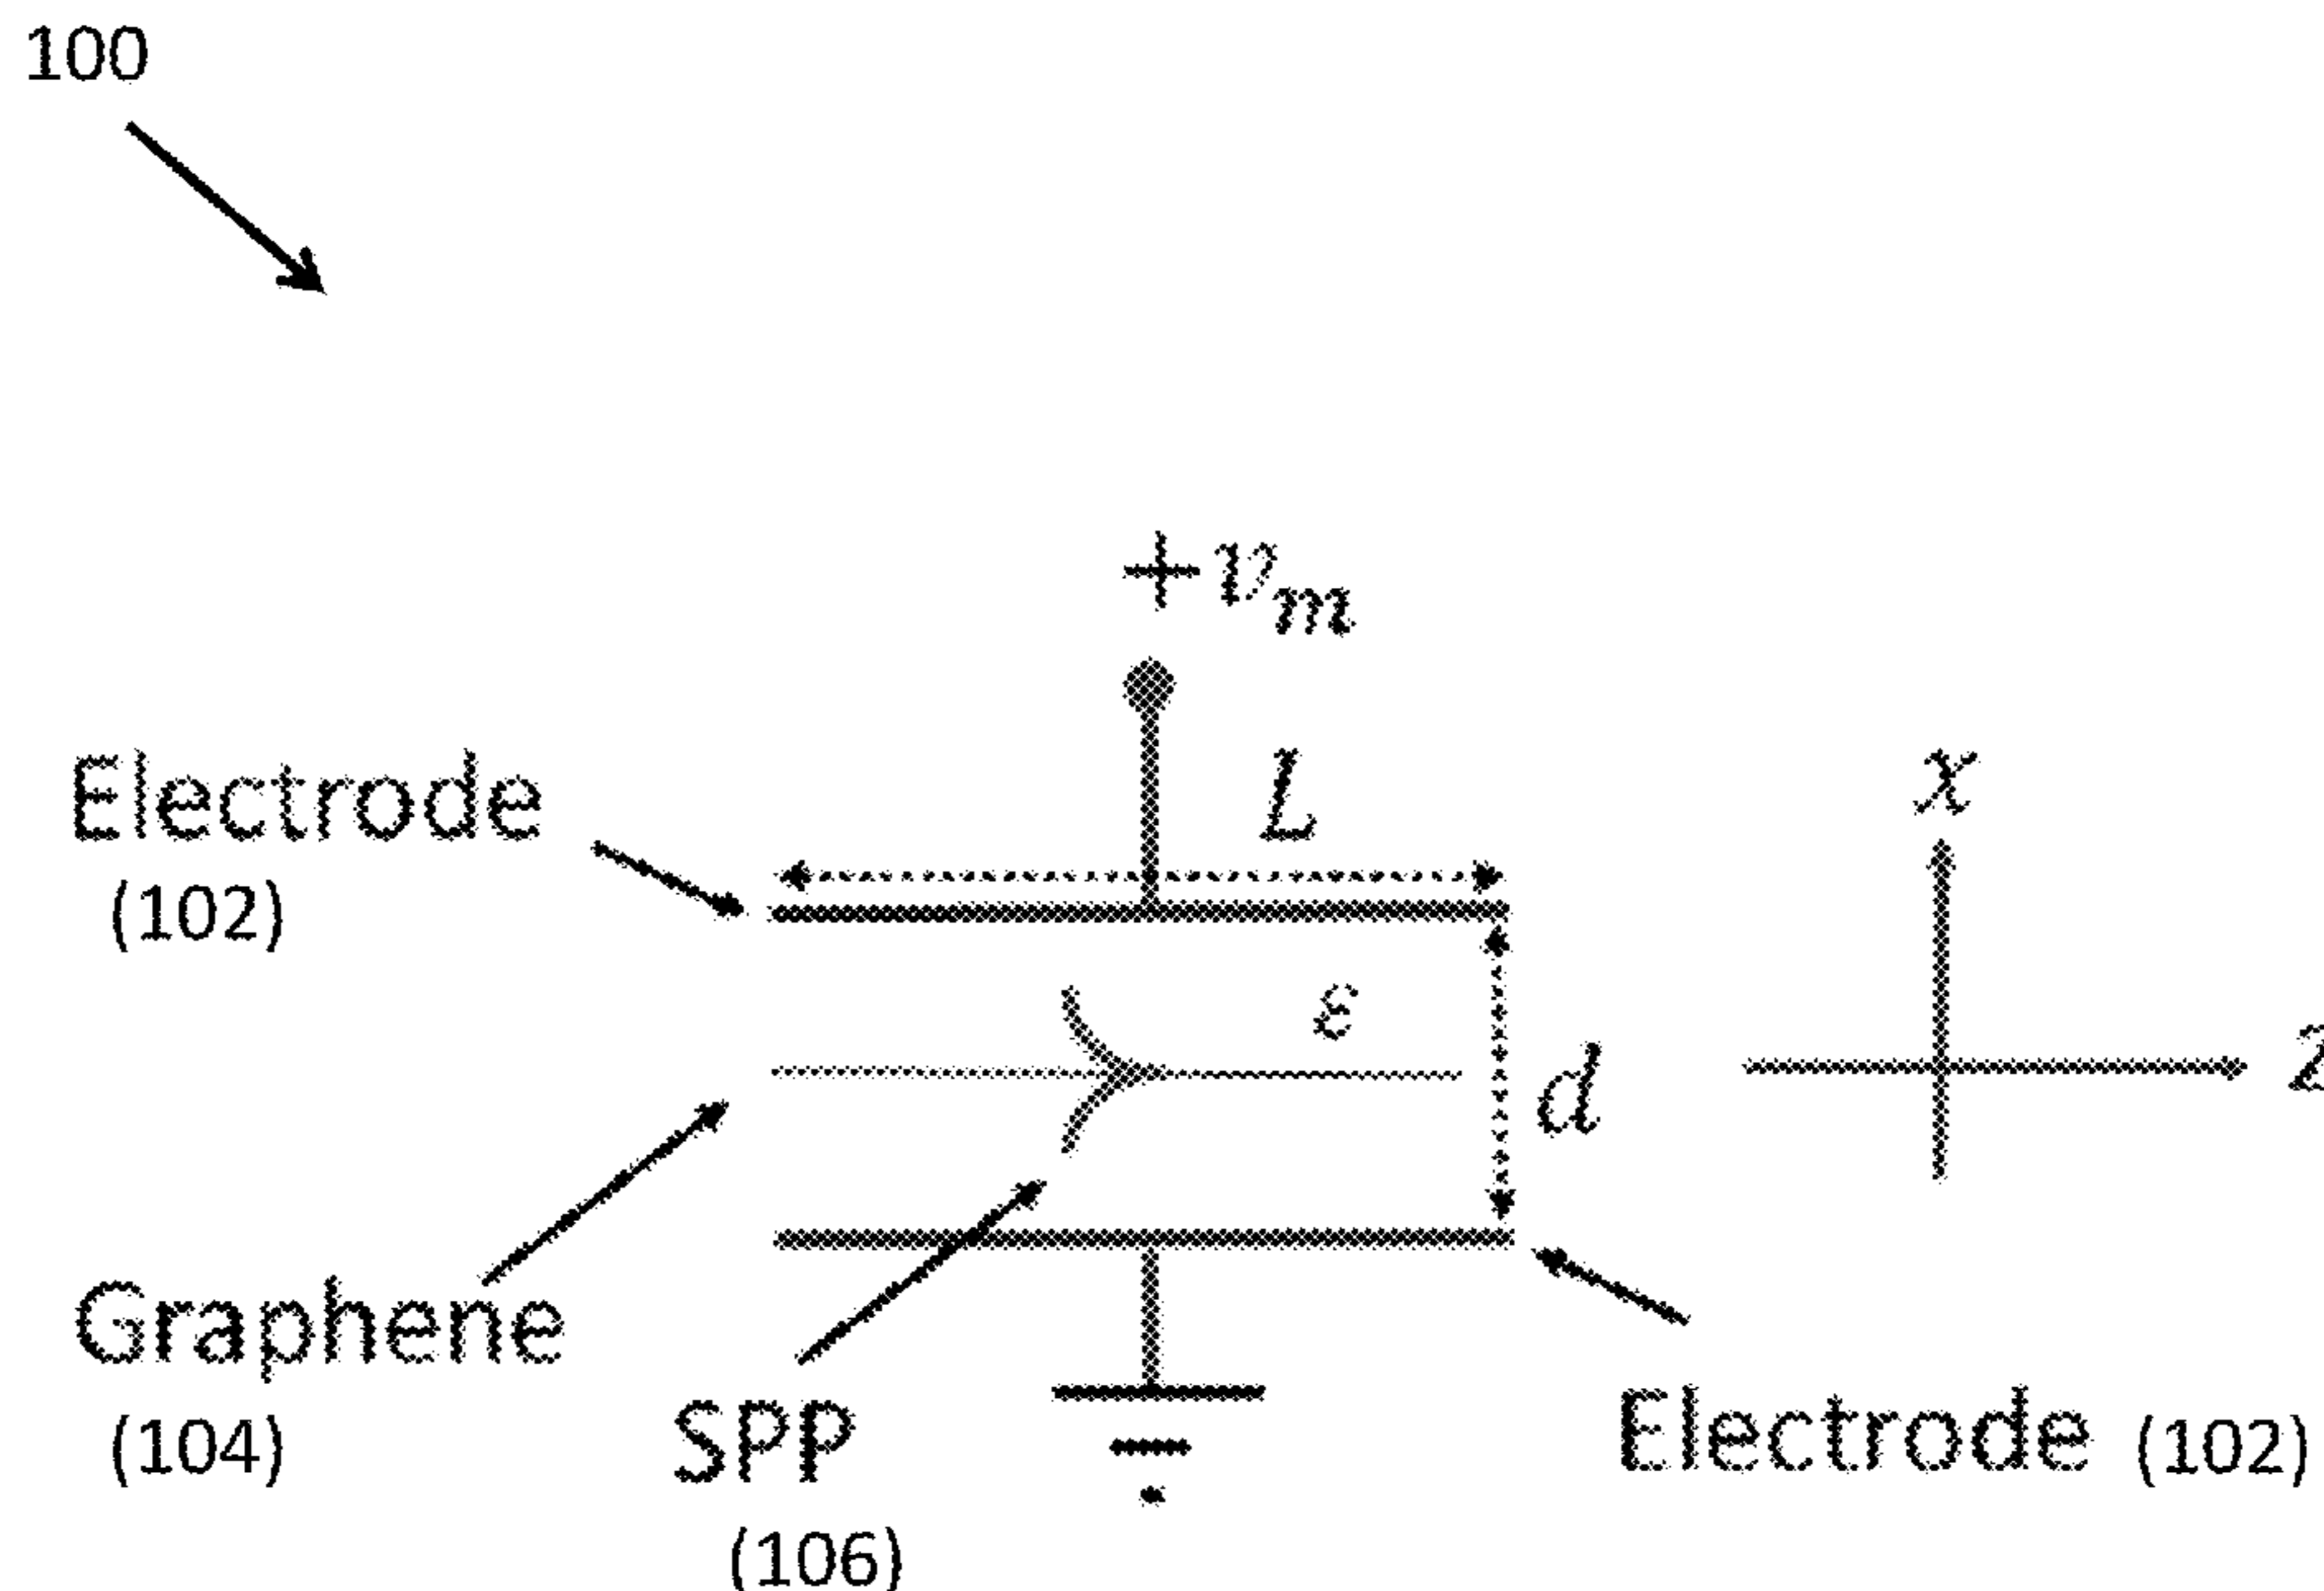 100
+v_m
Electrode
(102)
L
x
ε
d
z
Graphene
(104)
SPP
(106)
Electrode (102)